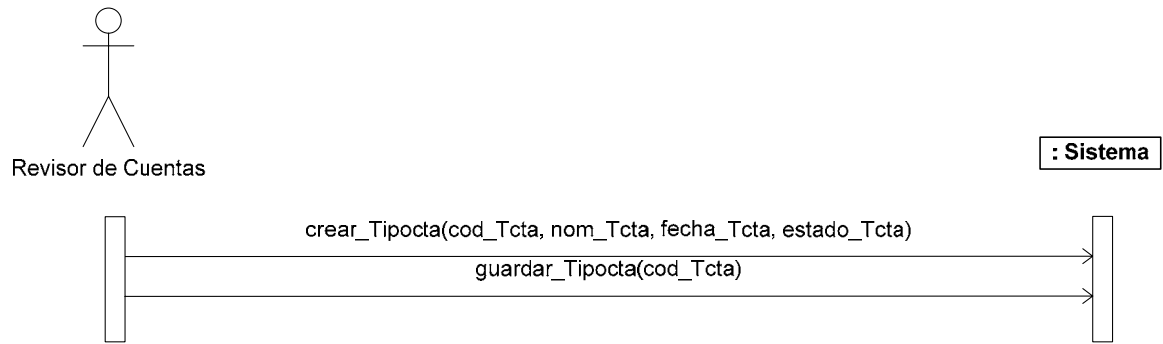 Revisor de Cuentas
: Sistema
crear_Tipocta(cod_Tcta, nom_Tcta, fecha_Tcta, estado_Tcta)
guardar_Tipocta(cod_Tcta)